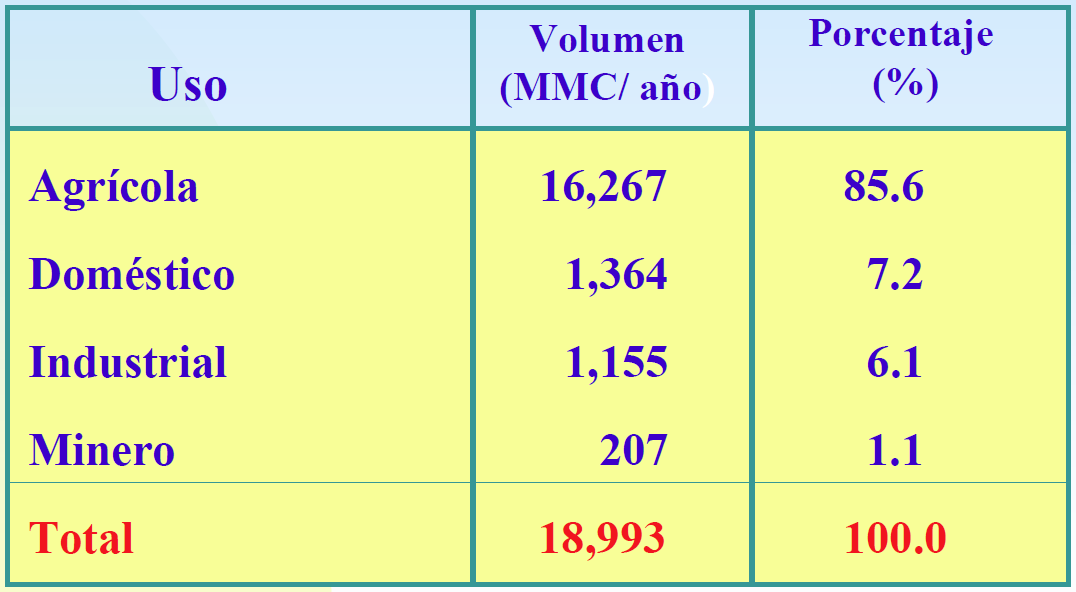 Uso
Volumen
(MMC/ año)
Porcentaje
(%)
Agrícola 16,267 85.6
Doméstico 1,364 7.2
Industrial 1,155 6.1
Minero 207 1.1
Total 18,993 100.0